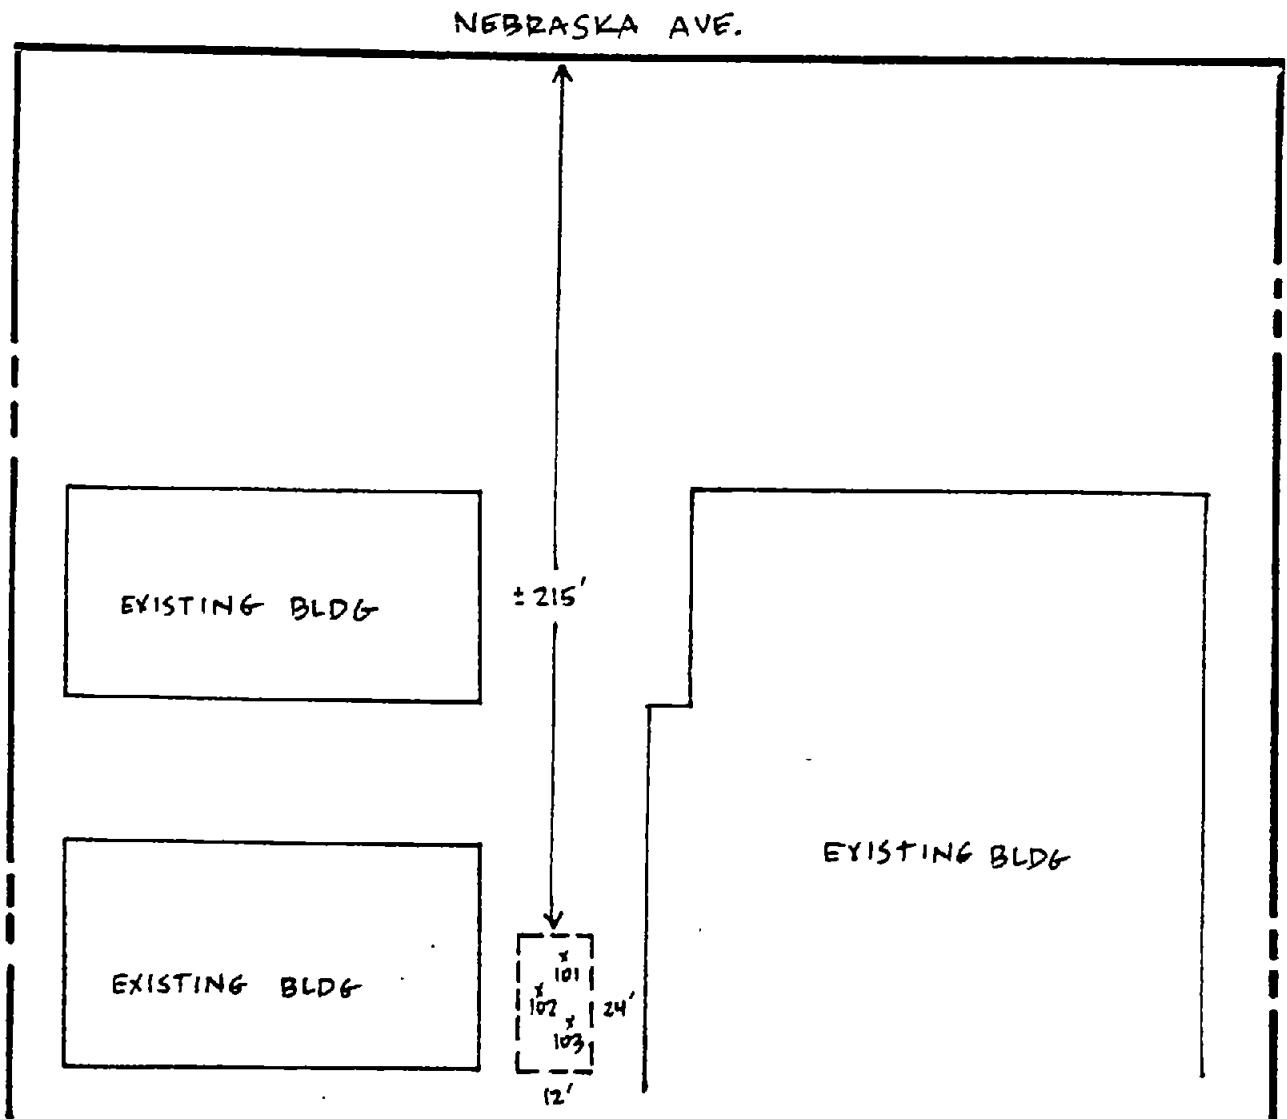 NEBRASKA AVE.
EXISTING BLDG
± 215'
EXISTING BLDG
EXISTING BLDG
101
102
24'
103
12'